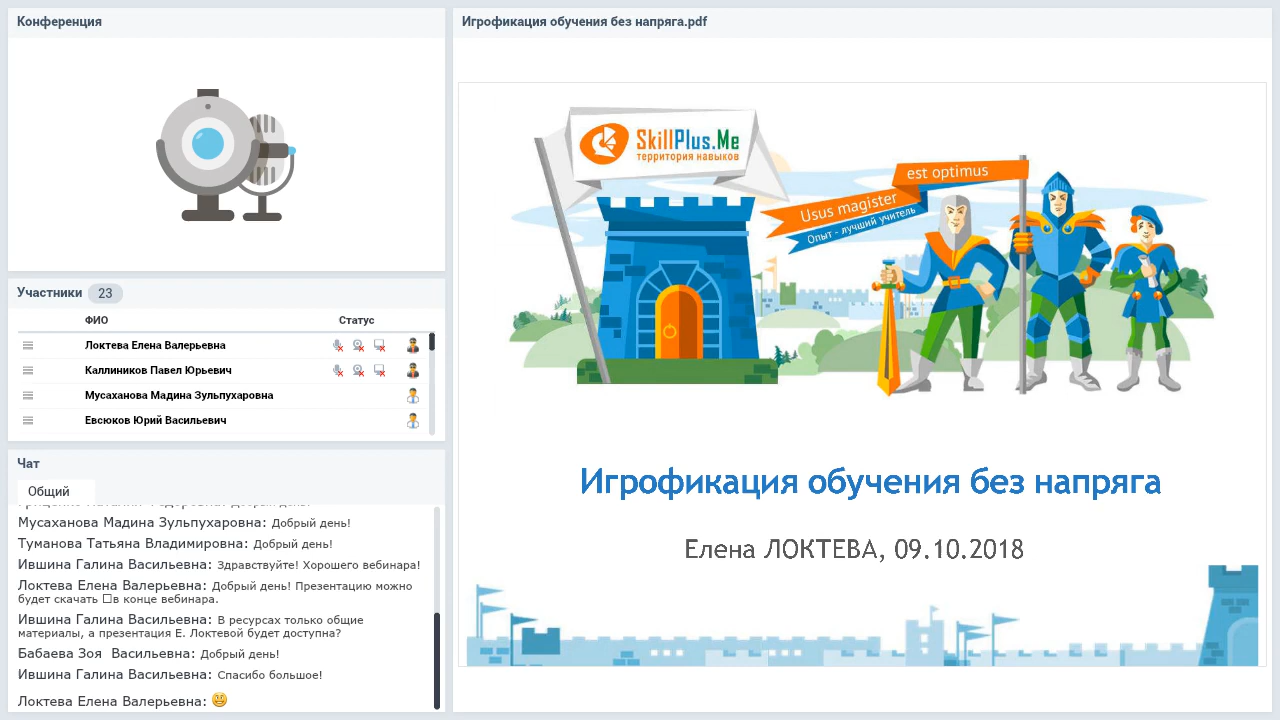 Конференция
Участники 23
ФИО Статус
Локтева Елена Валерьевна
Каллиников Павел Юрьевич
Мусаханова Мадина Зульпухаровна
Евсюков Юрий Васильевич
Чат
Общий
Мусаханова Мадина Зульпухаровна: Добрый день!
Туманова Татьяна Владимировна: Добрый день!
Ившина Галина Васильевна: Здравствуйте! Хорошего вебинара!
Локтева Елена Валерьевна: Добрый день! Презентацию можно
будет скачать в конце вебинара.
Ившина Галина Васильевна: В ресурсах только общие
материалы, а презентация Е. Локтевой будет доступна?
Бабаева Зоя Васильевна: Добрый день!
Ившина Галина Васильевна: Спасибо большое!
Локтева Елена Валерьевна:
Игрофикация обучения без напряга.pdf
SkillPlus.Me
территория навыков
est optimus
Usus magister
Опыт - лучший учитель
Игрофикация обучения без напряга
Елена ЛОКТЕВА, 09.10.2018